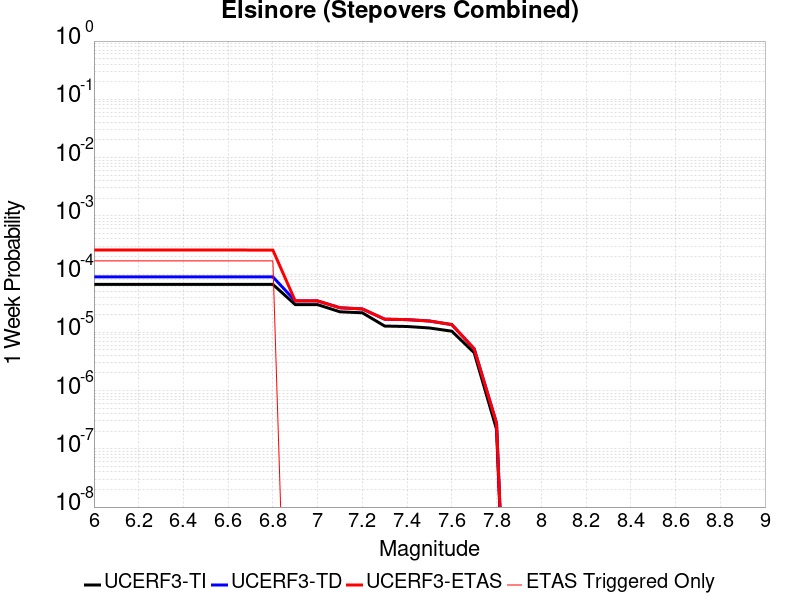 Elsinore (Stepovers Combined)
10 0
10 -1
10 -2
10 -3
10 -4
10 -5
10 -6
10 -7
10 -8
1 Week Probability
6 6.2 6.4 6.6 6.8 7 7.2 7.4 7.6 7.8 8 8.2 8.4 8.6 8.8 9
Magnitude
UCERF3-TI UCERF3-TD UCERF3-ETAS ETAS Triggered Only